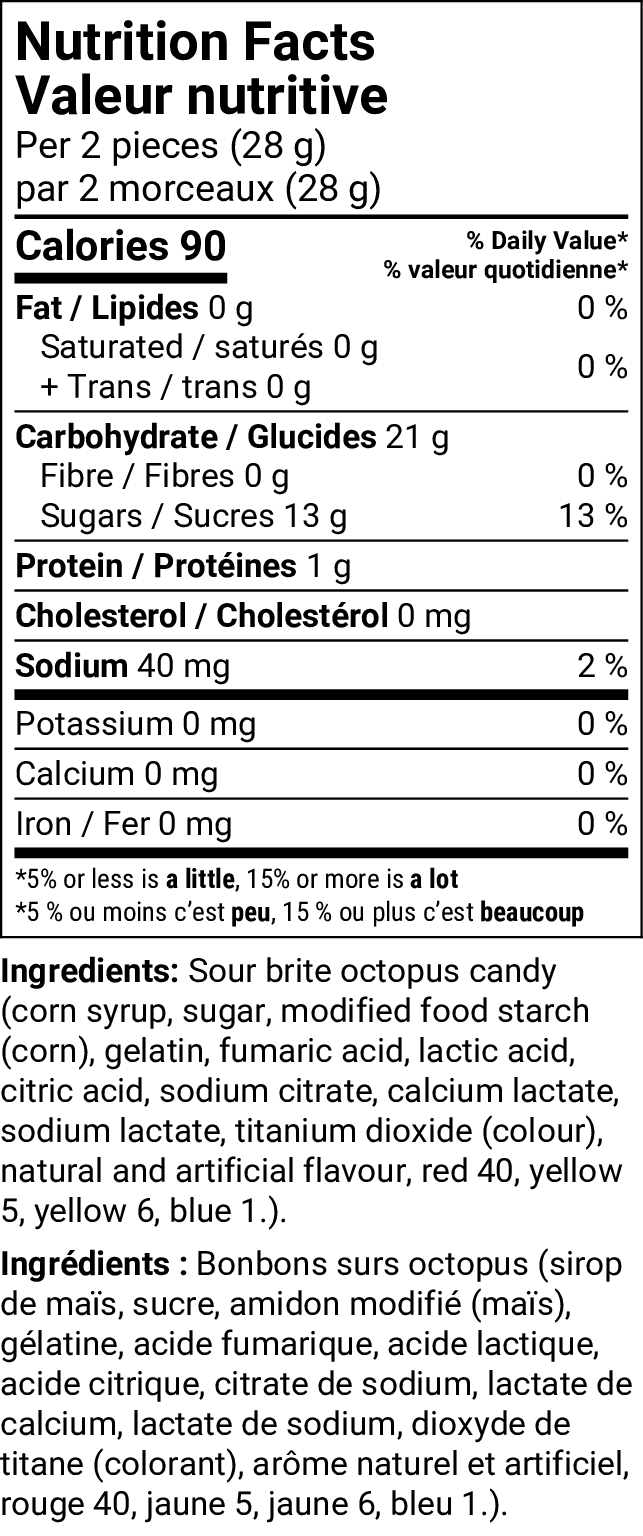 Nutrition Facts
Valeur nutritive
Per 2 pieces (28 g)
par 2 morceaux (28 g)
Calories 90
% Daily Value*
% valeur quotidienne*
Fat / Lipides 0 g 0 %
Saturated / saturés 0 g
+ Trans / trans 0 g
0 %
Carbohydrate / Glucides 21 g
Fibre / Fibres 0 g 0 %
Sugars / Sucres 13 g 13 %
Protein / Protéines 1 g
Cholesterol / Cholestérol 0 mg
Sodium 40 mg 2 %
Potassium 0 mg 0 %
Calcium 0 mg 0 %
Iron / Fer 0 mg 0 %
*5% or less is a little, 15% or more is a lot
*5 % ou moins c’est peu, 15 % ou plus c’est beaucoup
Ingredients: Sour brite octopus candy
(corn syrup, sugar, modified food starch
(corn), gelatin, fumaric acid, lactic acid,
citric acid, sodium citrate, calcium lactate,
sodium lactate, titanium dioxide (colour),
natural and artificial flavour, red 40, yellow
5, yellow 6, blue 1.).
Ingrédients : Bonbons surs octopus (sirop
de maïs, sucre, amidon modifié (maïs),
gélatine, acide fumarique, acide lactique,
acide citrique, citrate de sodium, lactate de
calcium, lactate de sodium, dioxyde de
titane (colorant), arôme naturel et artificiel,
rouge 40, jaune 5, jaune 6, bleu 1.).